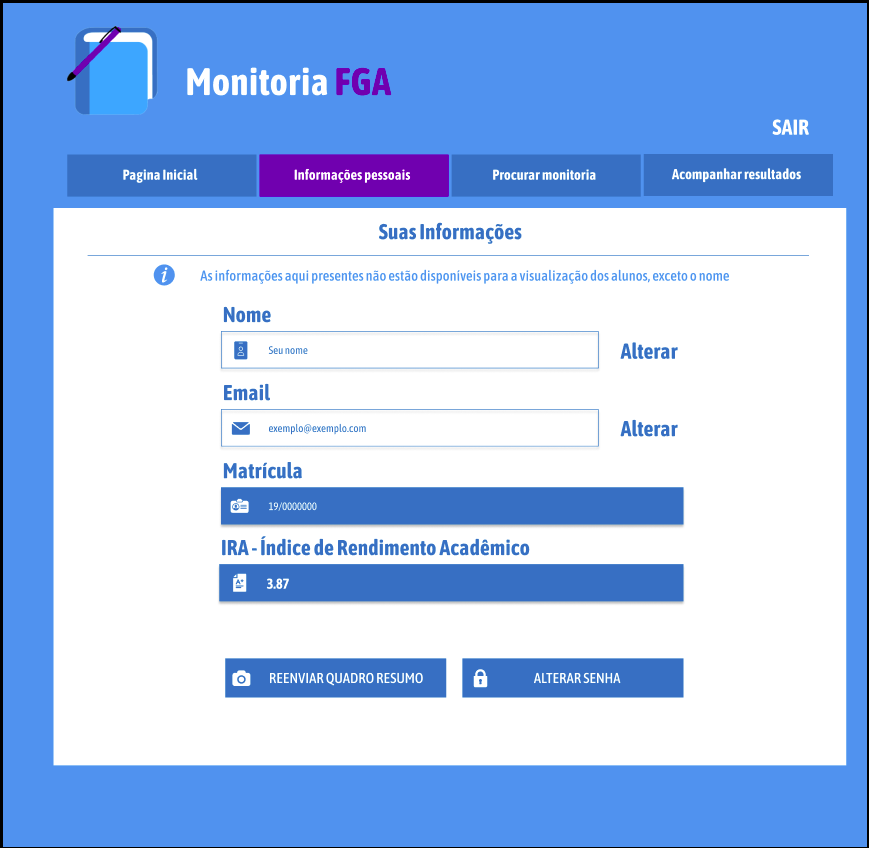 Monitoria FGA
SAIR
Pagina Inicial
Informações pessoais
Procurar monitoria
Acompanhar resultados
Suas Informações
i
As informações aqui presentes não estão disponiveis para a visualização dos alunos, exceto o nome
Nome
Seu nome
Alterar
Email
exemplo@exemplo.com
Alterar
Matrícula
19/0000000
IRA - Índice de Rendimento Acadêmico
A+
3.87
REENVIAR QUADRO RESUMO
ALTERAR SENHA